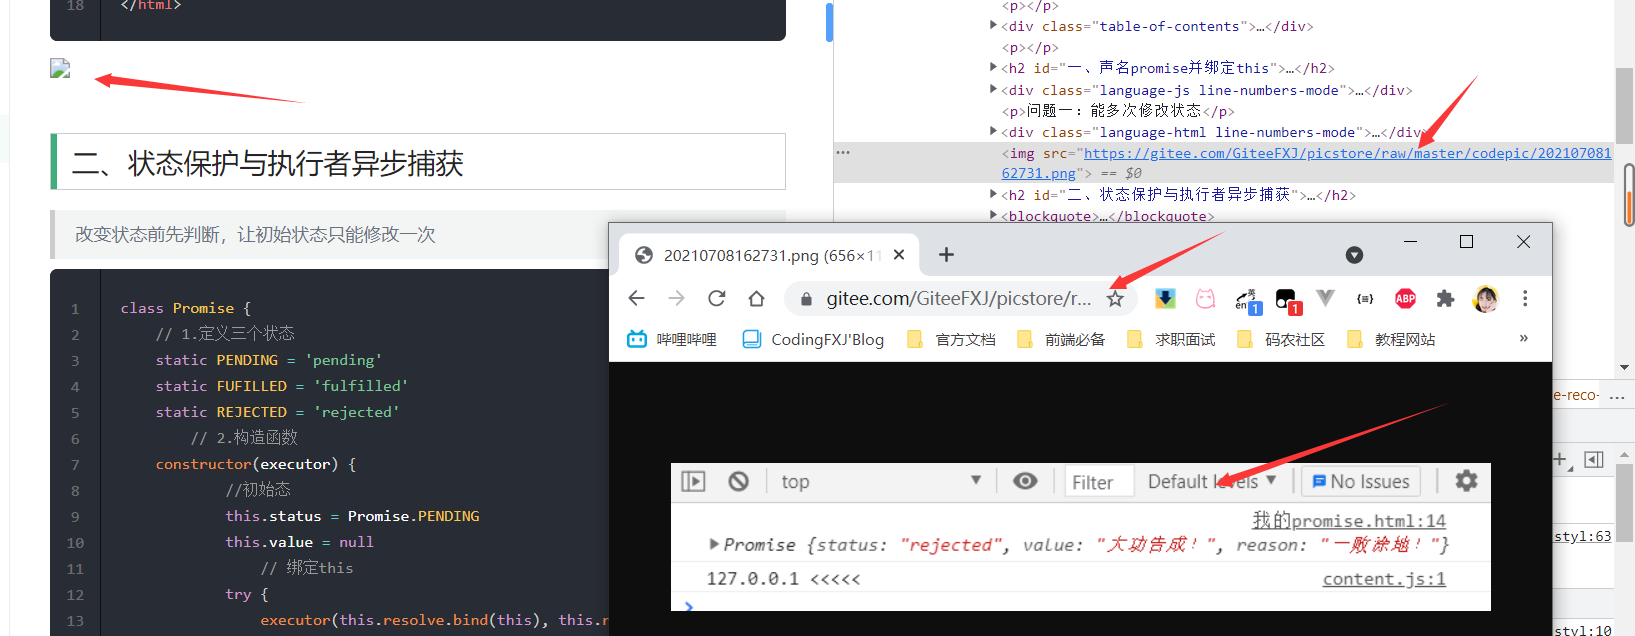 18 </html>
二、状态保护与执行者异步捕获
改变状态前先判断，让初始状态只能修改一次
1 class Promise {
2 // 1.定义三个状态
3 static PENDING = 'pending'
4 static FUFILLED = 'fulfilled'
5 static REJECTED = 'rejected'
6 // 2.构造函数
7 constructor(executor) {
8 //初始态
9 this.status = Promise.PENDING
10 this.value = null
11 // 绑定this
12 try {
13 executor(this.resolve.bind(this), this.r
<p></p>
<div class="table-of-contents">…</div>
<p></p>
<h2 id="一、声名promise并绑定this">…</h2>
<div class="language-js line-numbers-mode">…</div>
<p>问题一：能多次修改状态</p>
<div class="language-html line-numbers-mode">…</div>
<img src="https://gitee.com/GiteeFXJ/picstore/raw/master/codepic/202107081
62731.png"> == $0
<h2 id="二、状态保护与执行者异步捕获">…</h2>
<blockquote>…</blockquote>
20210708162731.png (656×11
gitee.com/GiteeFXJ/picstore/r...
英 en 1 1 ABP
哔哩哔哩 CodingFXJ'Blog 官方文档 前端必备 求职面试 码农社区 教程网站 »
top Filter Default levels No Issues
我的promise.html:14
Promise {status: "rejected", value: "大功告成！", reason: "一败涂地！"}
127.0.0.1 <<<<< content.js:1
e-reco- ...
styl:63
styl:10